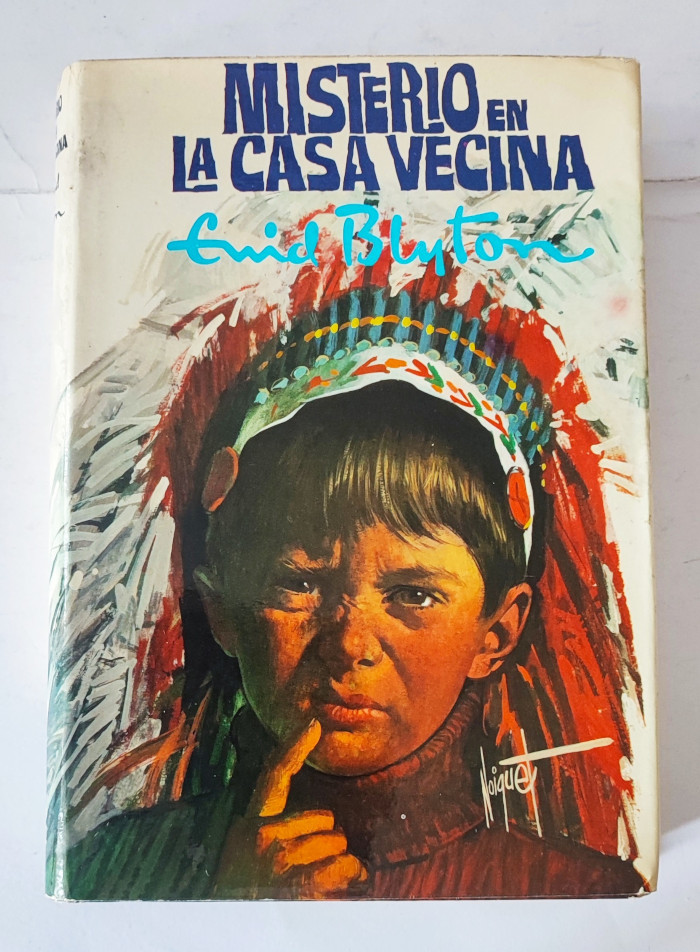 MISTERIO EN
LA CASA VECINA
Enid Blyton
Noiquet